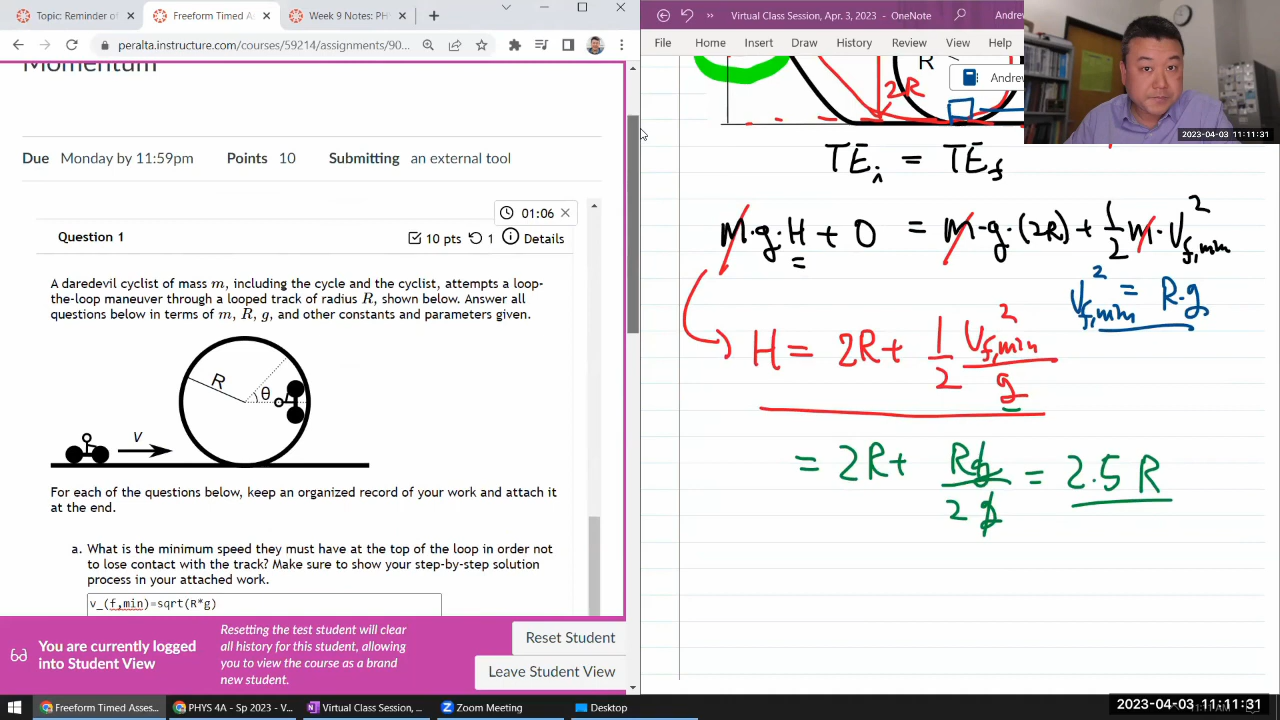 Topic: Reminder of
Freeform Timed As
Week 9 Notes: PH
peralta.instructure.com/courses/59214/assignments/90...
Momentum
Due Monday by 11:59pm Points 10 Submitting an external tool
01:06
Question 1
10 pts 1 Details
A daredevil cyclist of mass m, including the cycle and the cyclist, attempts a loop-
the-loop maneuver through a looped track of radius R, shown below. Answer all
questions below in terms of m, R, g, and other constants and parameters given.
R
θ
v
For each of the questions below, keep an organized record of your work and attach it
at the end.
a. What is the minimum speed they must have at the top of the loop in order not
to lose contact with the track? Make sure to show your step-by-step solution
process in your attached work.
v_(f,min)=sqrt(R*g)
You are currently logged
into Student View
Resetting the test student will clear
all history for this student, allowing
you to view the course as a brand
new student.
Reset Student
Leave Student View
Virtual Class Session, Apr. 3, 2023 - OneNote
Andre
File Home Insert Draw History Review View Help
R
Andrew
2R
TE_i = TE_f
m·g·H + 0 = m·g·(2R) + 1/2 m·V_f,min^2
V_f,min^2 = R·g
H = 2R + 1/2 V_f,min^2/g
= 2R + Rg/2g = 2.5 R
2023-04-03 11:11:31
Freeform Timed Asses...
PHYS 4A - Sp 2023 - V...
Virtual Class Session, ...
Zoom Meeting
Desktop
2023-04-03 11:11:31